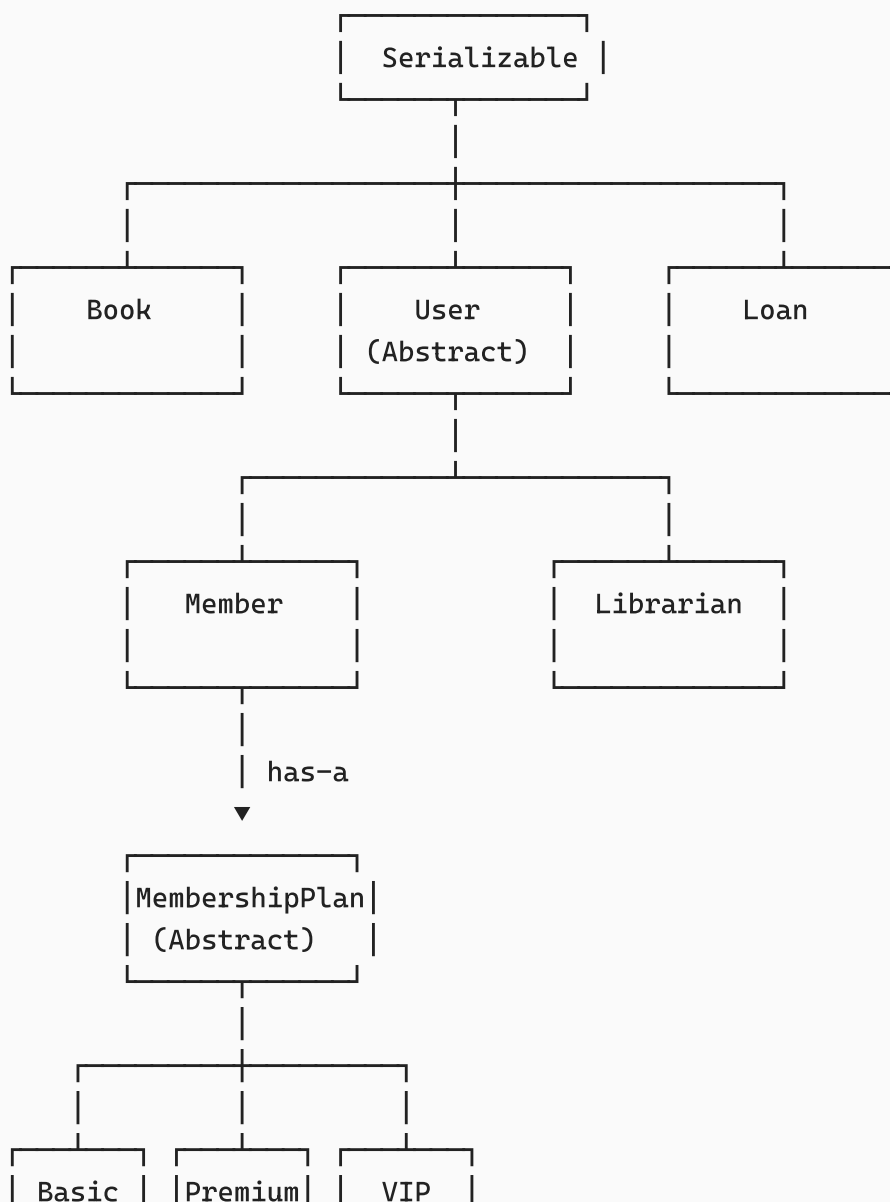 Serializable
Book User Loan
(Abstract)
Member Librarian
has-a
MembershipPlan
(Abstract)
Basic Premium VIP